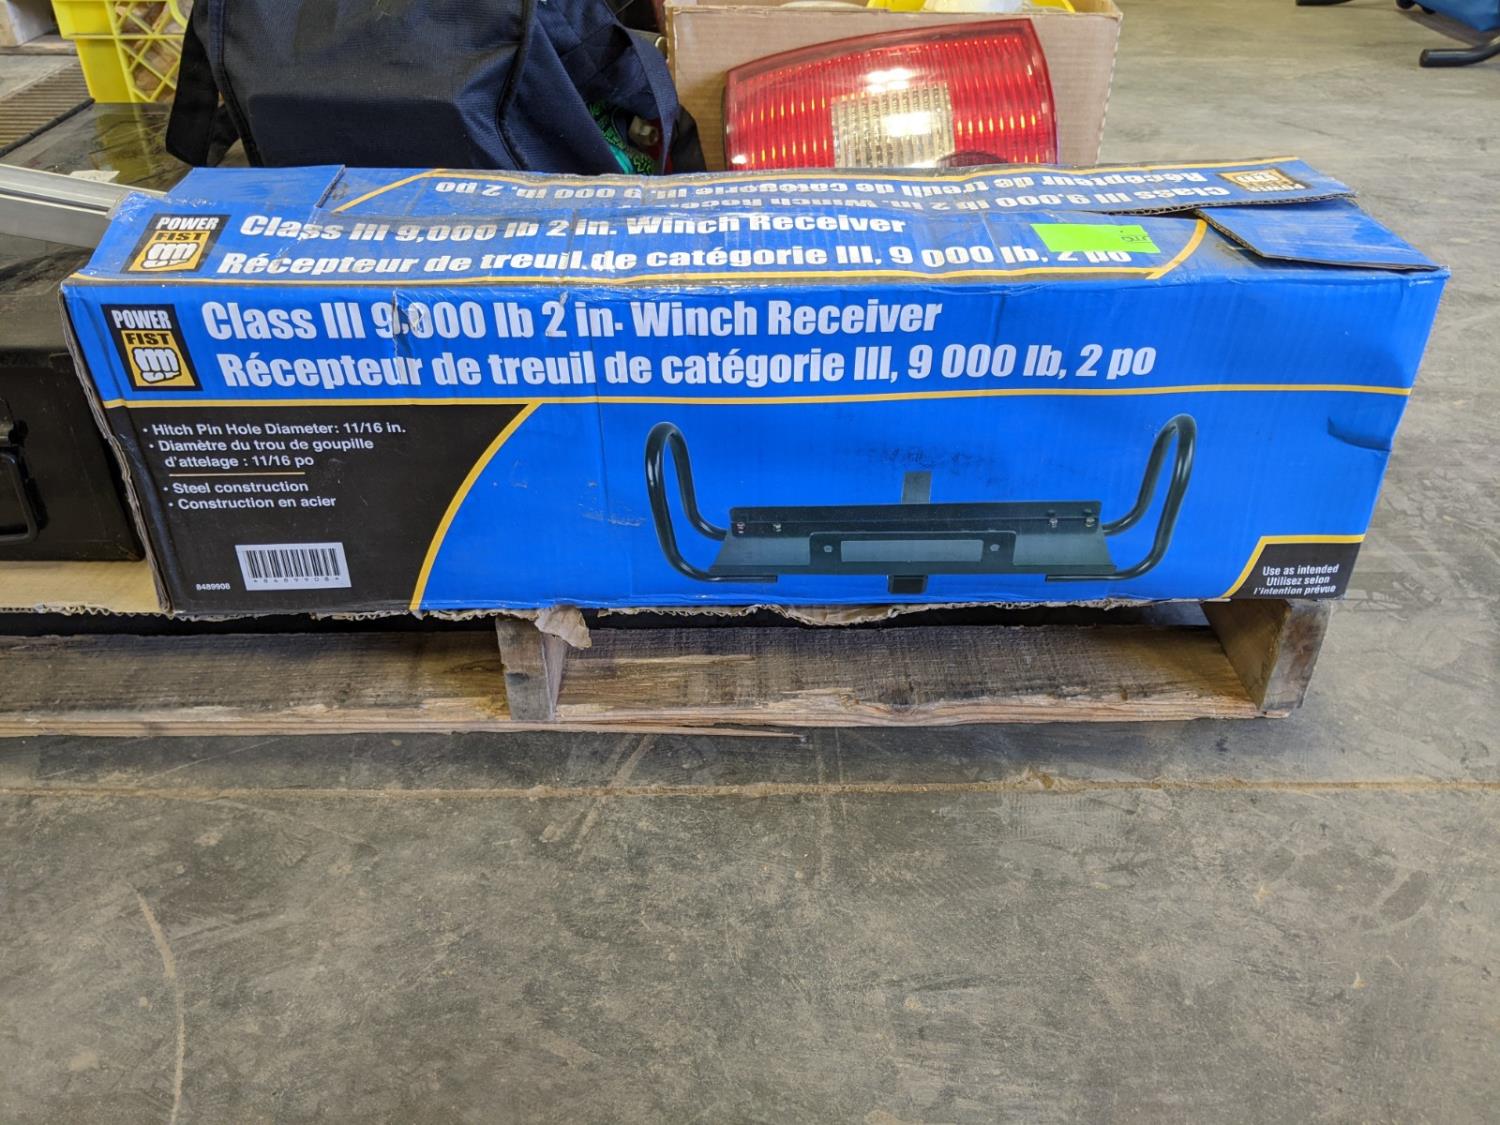 Class III 9,000 lb 2 in. Winch Receiver
Récepteur de treuil de catégorie III, 9 000 lb, 2 po
POWER
FIST
Class III 9,000 lb 2 in. Winch Receiver
Récepteur de treuil de catégorie III, 9 000 lb, 2 po
POWER
FIST
Class III 9,000 lb 2 in. Winch Receiver
Récepteur de treuil de catégorie III, 9 000 lb, 2 po
• Hitch Pin Hole Diameter: 11/16 in.
• Diamètre du trou de goupille
d'attelage : 11/16 po
• Steel construction
• Construction en acier
8489908
*8489908*
Use as intended
Utilisez selon
l'intention prévue